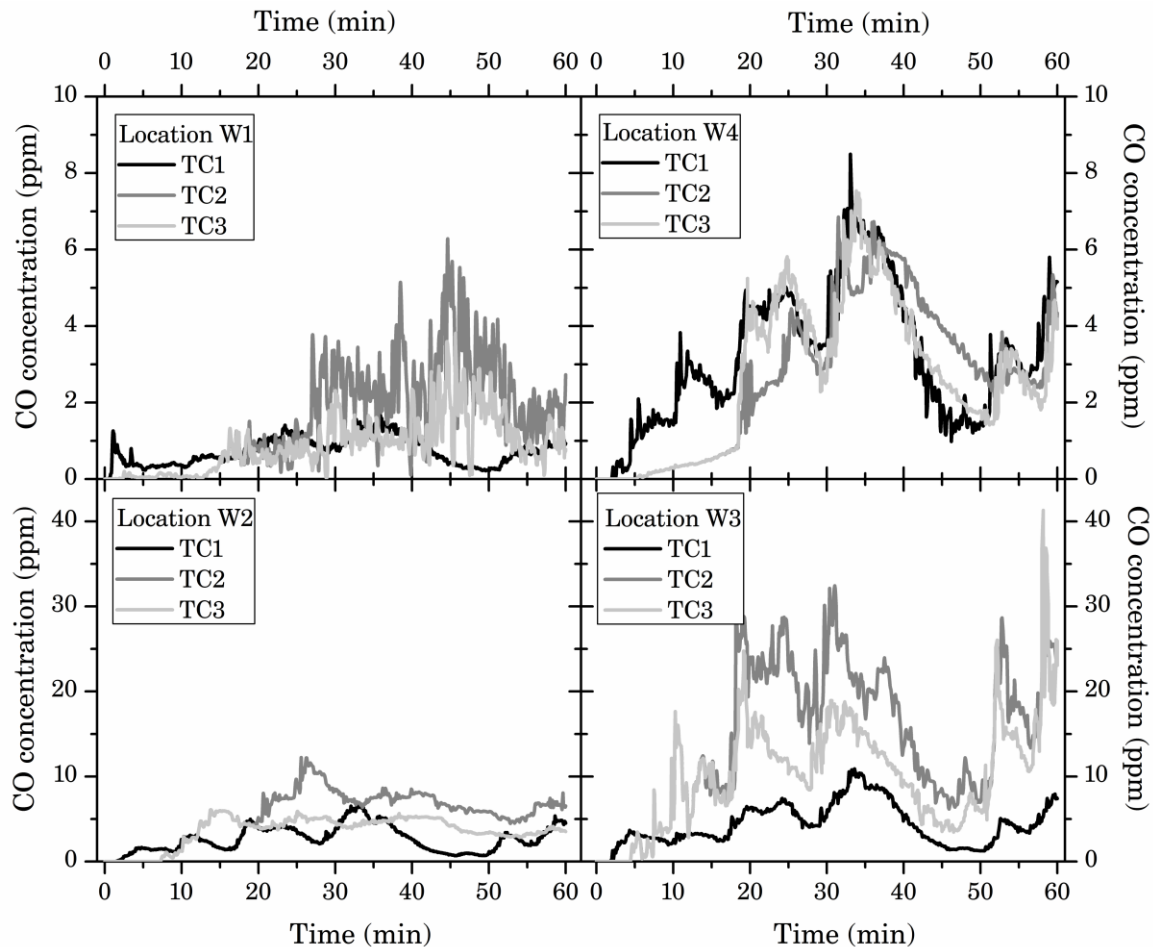 Time (min)
Time (min)
0 10 20 30 40 50 60
0 10 20 30 40 50 60
CO concentration (ppm)
10
8
6
4
2
0
Location W1
TC1
TC2
TC3
Location W4
TC1
TC2
TC3
10
8
6
4
2
0
CO concentration (ppm)
CO concentration (ppm)
40
30
20
10
0
Location W2
TC1
TC2
TC3
Location W3
TC1
TC2
TC3
40
30
20
10
0
CO concentration (ppm)
0 10 20 30 40 50 60
0 10 20 30 40 50 60
Time (min)
Time (min)